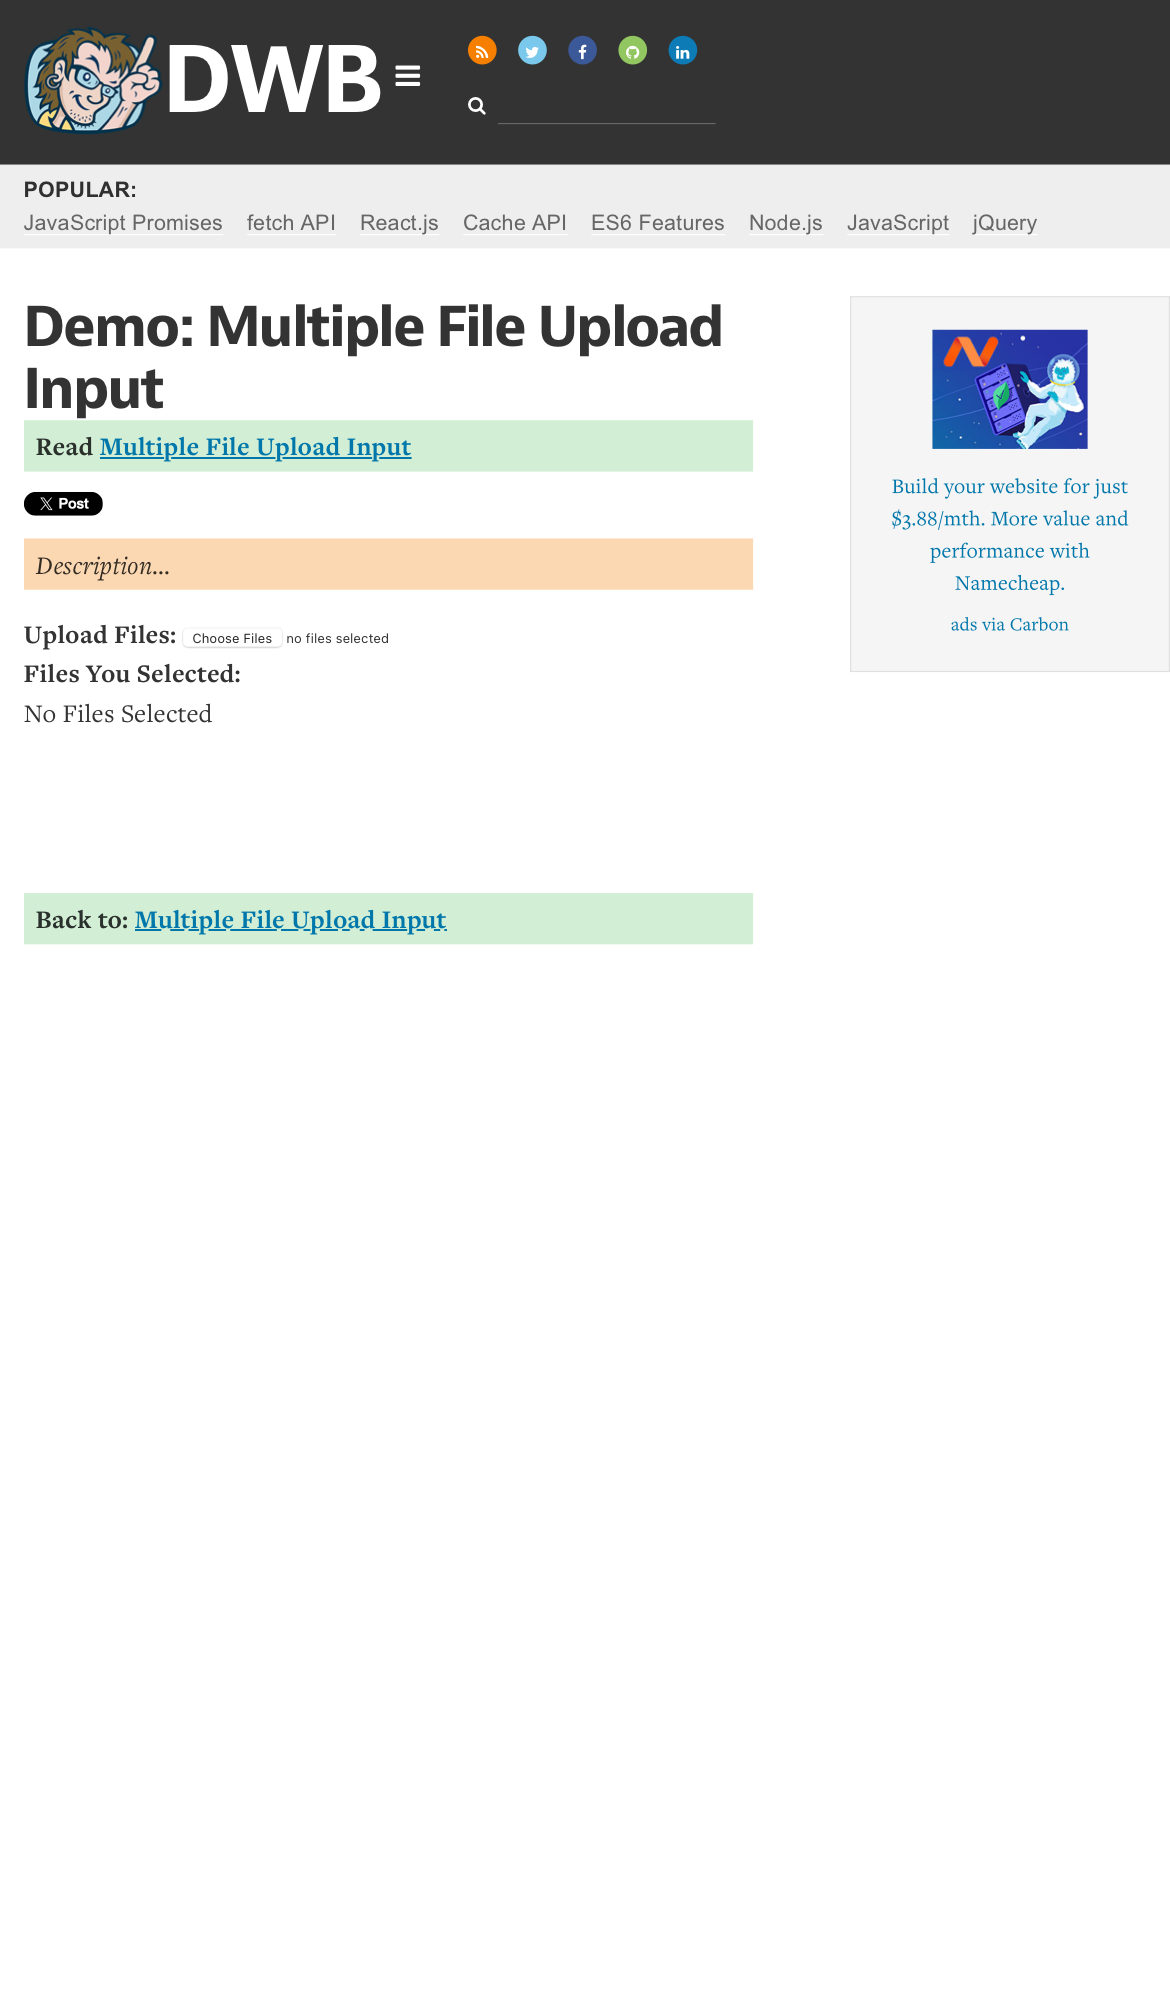 DWB
POPULAR:
JavaScript Promises fetch API React.js Cache API ES6 Features Node.js JavaScript jQuery
Demo: Multiple File Upload
Input
Read Multiple File Upload Input
Post
Description...
Upload Files: Choose Files no files selected
Files You Selected:
No Files Selected
Back to: Multiple File Upload Input
Build your website for just
$3.88/mth. More value and
performance with
Namecheap.
ads via Carbon